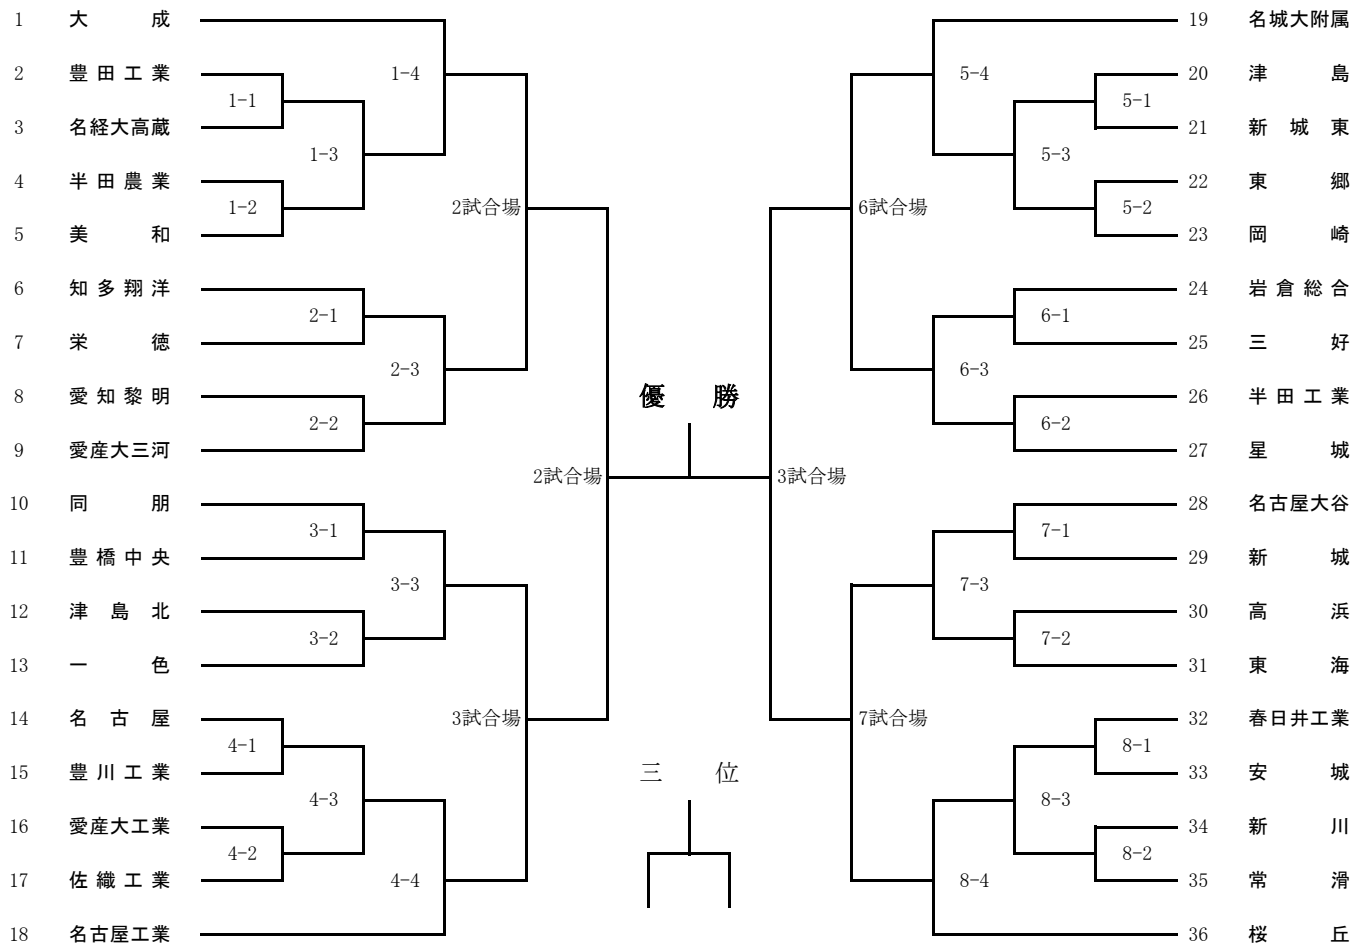 1 大成
2 豊田工業
3 名経大高蔵
4 半田農業
5 美和
6 知多翔洋
7 栄徳
8 愛知黎明
9 愛産大三河
10 同朋
11 豊橋中央
12 津島北
13 一色
14 名古屋
15 豊川工業
16 愛産大工業
17 佐織工業
18 名古屋工業
1-1
1-2
1-3
1-4
2-1
2-2
2-3
3-1
3-2
3-3
4-1
4-2
4-3
4-4
2試合場
3試合場
2試合場
優勝
三位
3試合場
6試合場
7試合場
5-4
5-3
5-1
5-2
6-1
6-2
6-3
7-1
7-2
7-3
8-1
8-2
8-3
8-4
19 名城大附属
20 津島
21 新城東
22 東郷
23 岡崎
24 岩倉総合
25 三好
26 半田工業
27 星城
28 名古屋大谷
29 新城
30 高浜
31 東海
32 春日井工業
33 安城
34 新川
35 常滑
36 桜丘